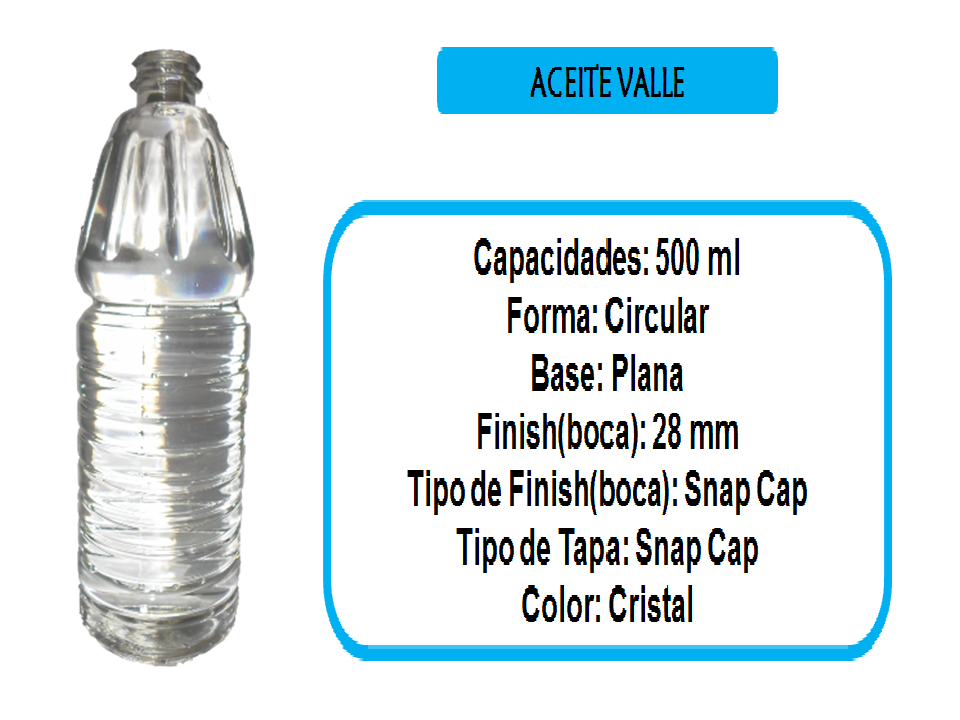 ACEITE VALLE
Capacidades: 500 ml
Forma: Circular
Base: Plana
Finish(boca): 28 mm
Tipo de Finish(boca): Snap Cap
Tipo de Tapa: Snap Cap
Color: Cristal